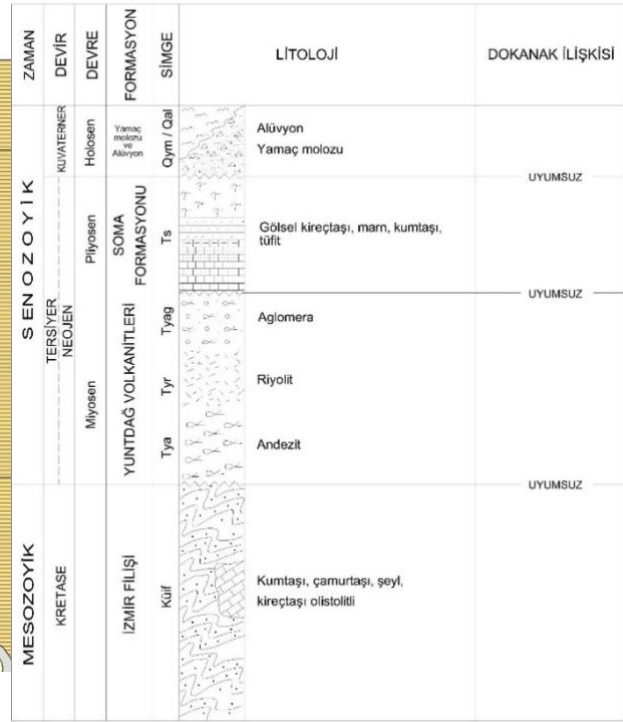 ZAMAN
DEVİR
DEVRE
FORMASYON
SİMGE
LİTOLOJİ
DOKANAK İLİŞKİSİ
SENOZOYİK
KUVATERNER
Holosen
Yamaç
molozu
ve
Alüvyon
Qym / Qal
Alüvyon
Yamaç molozu
UYUMSUZ
TERSİYER
NEOJEN
Pliyosen
SOMA
FORMASYONU
Ts
Gölsel kireçtaşı, marn, kumtaşı,
tüfit
UYUMSUZ
Miyosen
YUNTDAĞ VOLKANİTLERİ
Tyag
Aglomera
Tyr
Riyolit
Tya
Andezit
UYUMSUZ
MESOZOYİK
KRETASE
İZMİR FİLİŞİ
Küif
Kumtaşı, çamurtaşı, şeyl,
kireçtaşı olistolitli